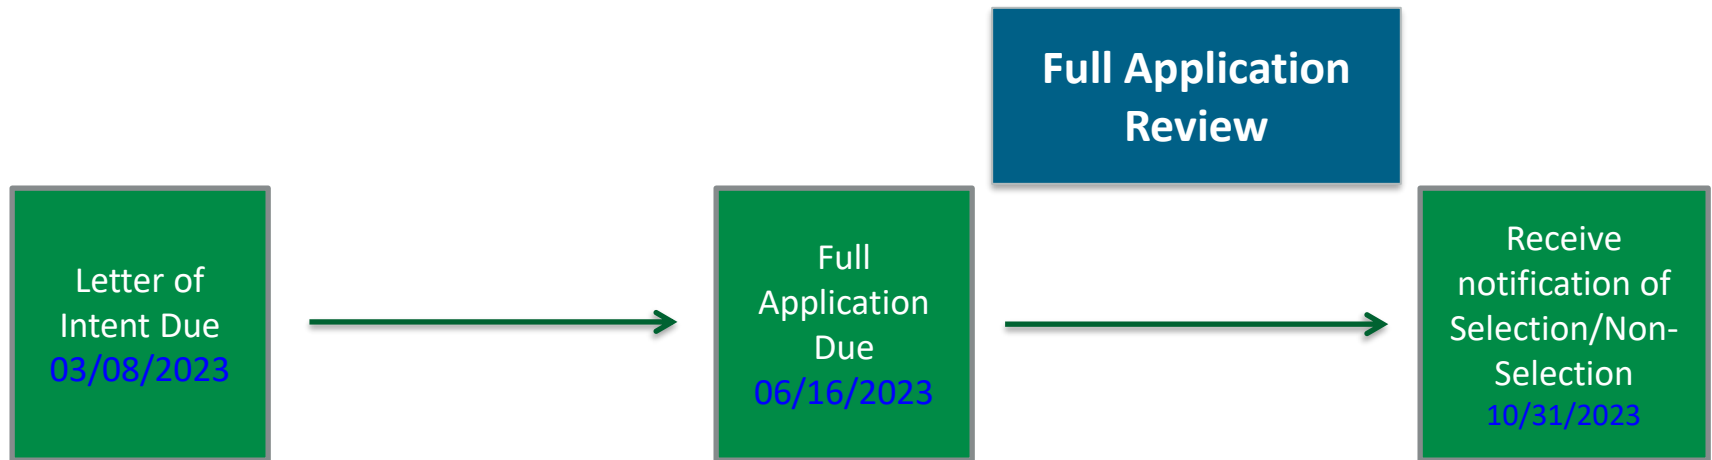 Full Application
Review
Letter of
Intent Due
03/08/2023
Full
Application
Due
06/16/2023
Receive
notification of
Selection/Non-
Selection
10/31/2023